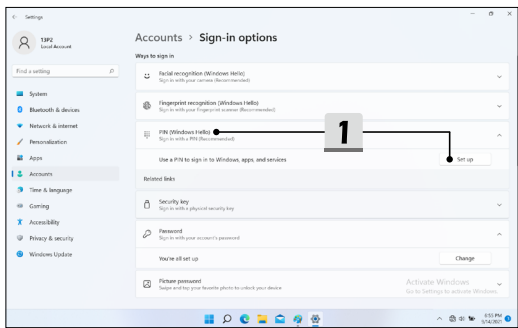 Settings
13P2
Local Account
Find a setting
System
Bluetooth & devices
Network & internet
Personalization
Apps
Accounts
Time & language
Gaming
Accessibility
Privacy & security
Windows Update
Accounts > Sign-in options
Ways to sign in
Facial recognition (Windows Hello)
Sign in with your camera (Recommended)
Fingerprint recognition (Windows Hello)
Sign in with your fingerprint scanner (Recommended)
PIN (Windows Hello)
Sign in with a PIN (Recommended)
1
Use a PIN to sign in to Windows, apps, and services
Set up
Related links
Security key
Sign in with a physical security key
Password
Sign in with your account's password
You're all set up
Change
Picture password
Swipe and tap your favorite photo to unlock your device
Activate Windows
Go to Settings to activate Windows.
6:53 PM
9/14/2021